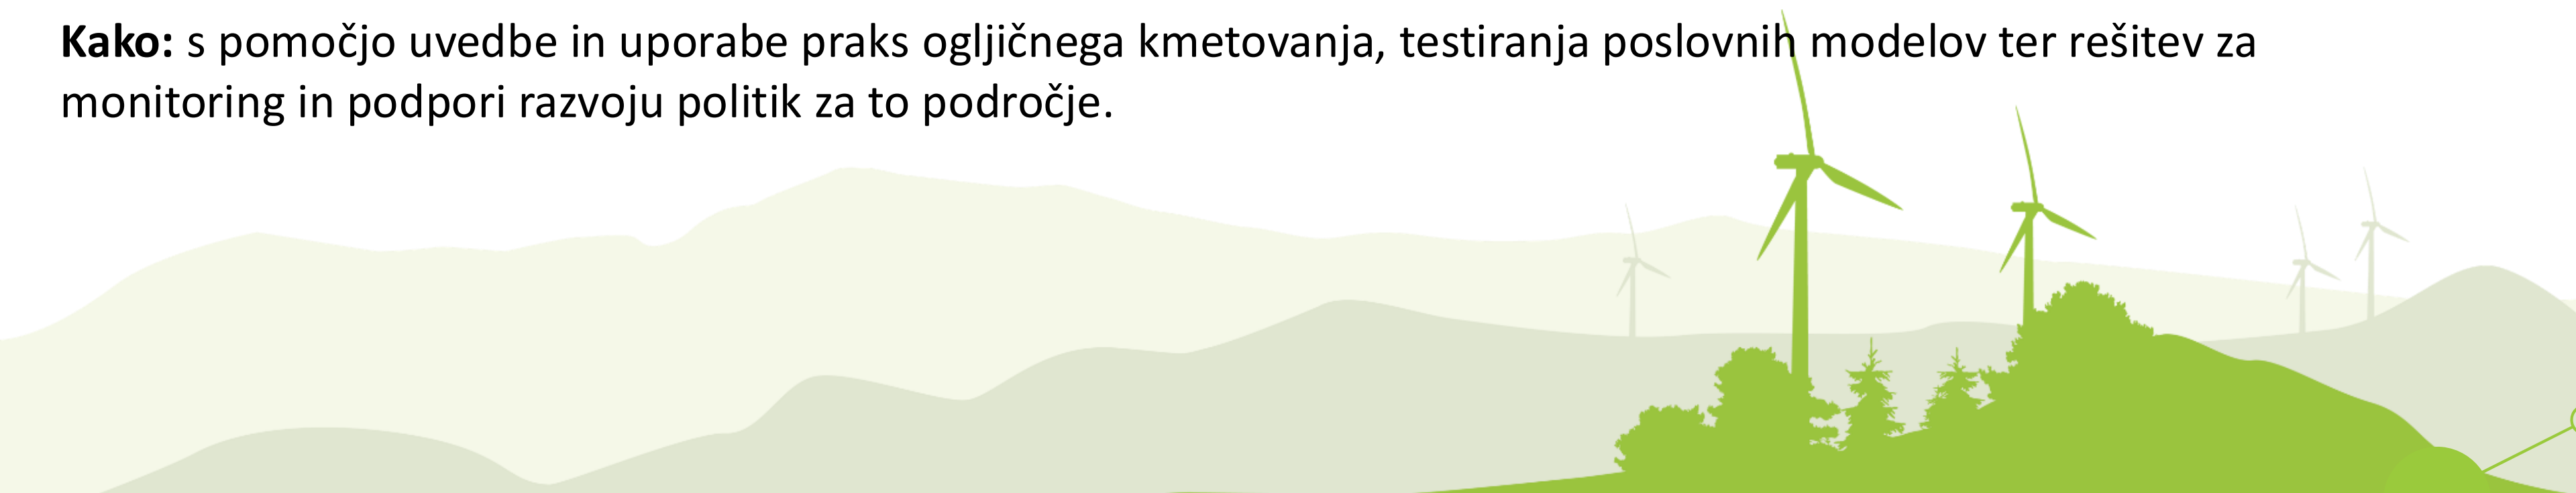 Kako: s pomočjo uvedbe in uporabe praks ogljičnega kmetovanja, testiranja poslovnih modelov ter rešitev za
monitoring in podpori razvoju politik za to področje.